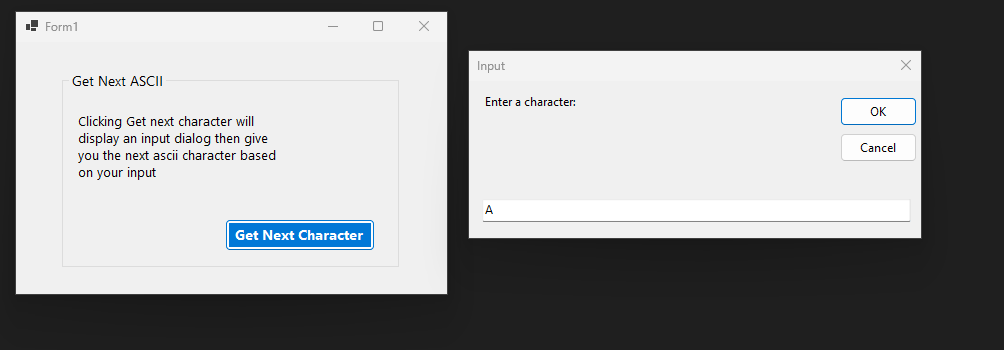 Form1
Get Next ASCII
Clicking Get next character will
display an input dialog then give
you the next ascii character based
on your input
Get Next Character
Input
Enter a character:
OK
Cancel
A